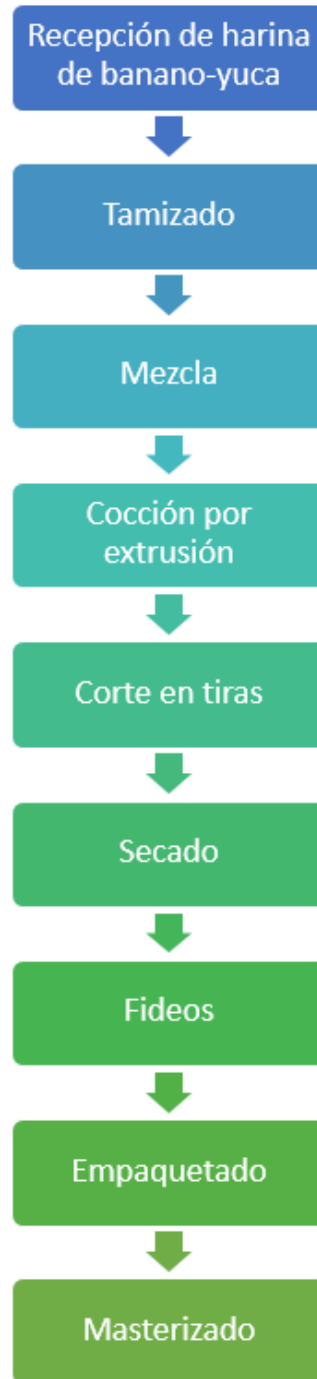 Recepción de harina
de banano-yuca
Tamizado
Mezcla
Cocción por
extrusión
Corte en tiras
Secado
Fideos
Empaquetado
Masterizado